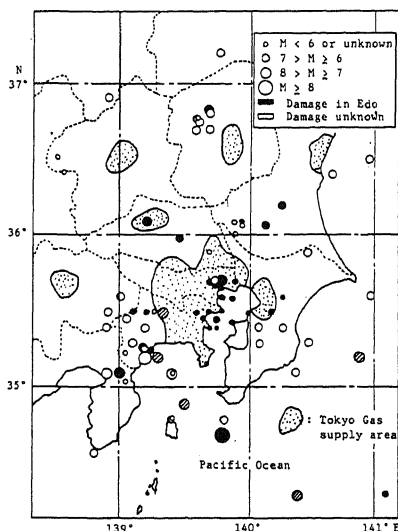 N
37°
36°
35°
M < 6 or unknown
7 > M ≥ 6
8 > M ≥ 7
M ≥ 8
Damage in Edo
Damage unknown
: Tokyo Gas
supply area
Pacific Ocean
139°
140°
141° E